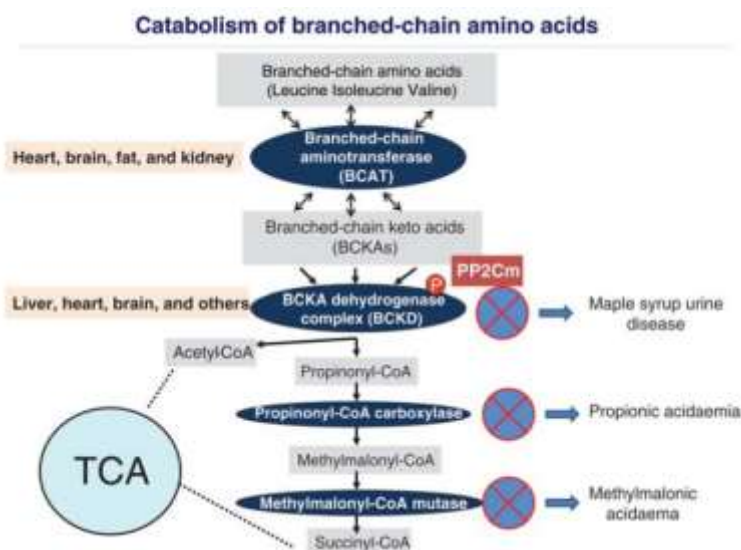 Catabolism of branched-chain amino acids
Branched-chain amino acids
(Leucine Isoleucine Valine)
Heart, brain, fat, and kidney
Branched-chain
aminotransferase
(BCAT)
Branched-chain keto acids
(BCKAs)
PP2Cm
P
Liver, heart, brain, and others
BCKA dehydrogenase
complex (BCKD)
Maple syrup urine
disease
Acetyl-CoA
Propinonyl-CoA
Propinonyl-CoA carboxylase
Propionic acidaemia
TCA
Methylmalonyl-CoA
Methylmalonyl-CoA mutase
Methylmalonic
acidaema
Succinyl-CoA